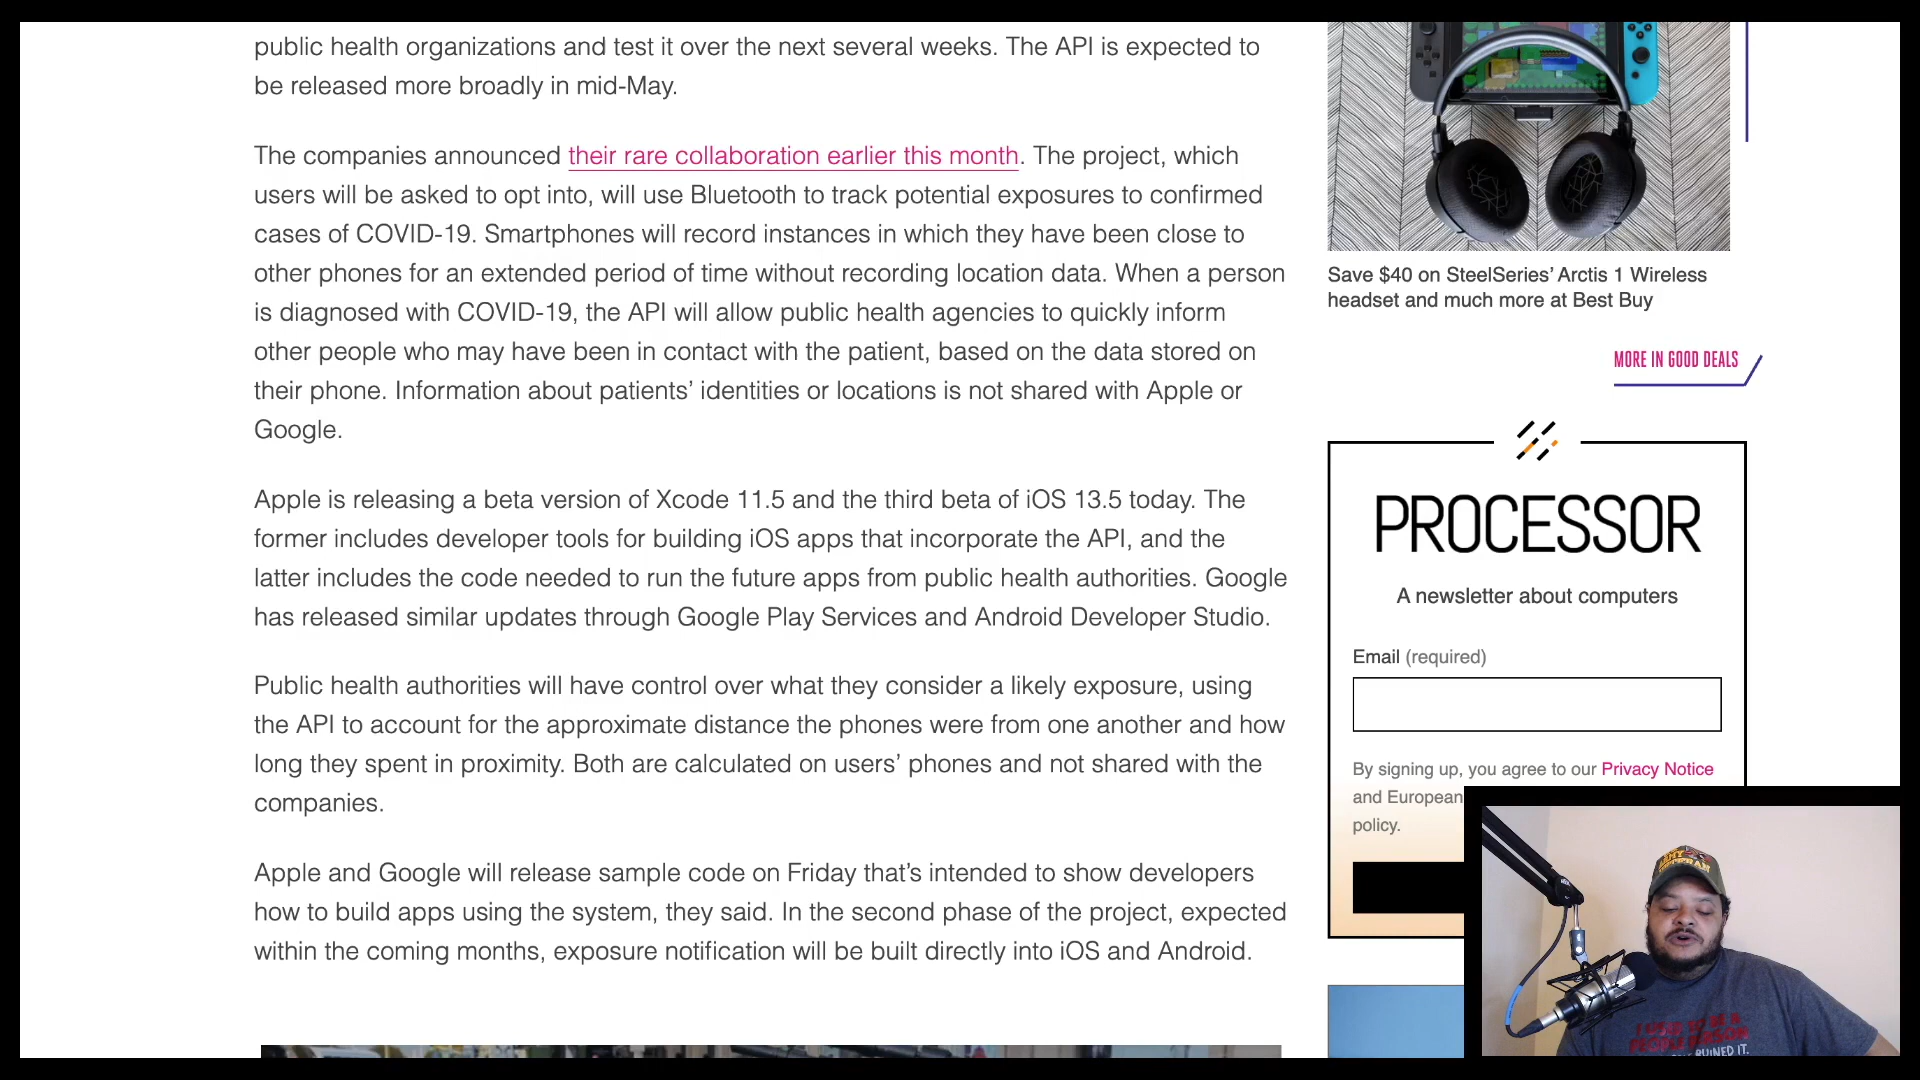 public health organizations and test it over the next several weeks. The API is expected to
be released more broadly in mid-May.
The companies announced their rare collaboration earlier this month. The project, which
users will be asked to opt into, will use Bluetooth to track potential exposures to confirmed
cases of COVID-19. Smartphones will record instances in which they have been close to
other phones for an extended period of time without recording location data. When a person
is diagnosed with COVID-19, the API will allow public health agencies to quickly inform
other people who may have been in contact with the patient, based on the data stored on
their phone. Information about patients’ identities or locations is not shared with Apple or
Google.
Apple is releasing a beta version of Xcode 11.5 and the third beta of iOS 13.5 today. The
former includes developer tools for building iOS apps that incorporate the API, and the
latter includes the code needed to run the future apps from public health authorities. Google
has released similar updates through Google Play Services and Android Developer Studio.
Public health authorities will have control over what they consider a likely exposure, using
the API to account for the approximate distance the phones were from one another and how
long they spent in proximity. Both are calculated on users’ phones and not shared with the
companies.
Apple and Google will release sample code on Friday that’s intended to show developers
how to build apps using the system, they said. In the second phase of the project, expected
within the coming months, exposure notification will be built directly into iOS and Android.
Save $40 on SteelSeries’ Arctis 1 Wireless
headset and much more at Best Buy
MORE IN GOOD DEALS
PROCESSOR
A newsletter about computers
Email (required)
By signing up, you agree to our Privacy Notice
and European
policy.
ARMY
VETERAN
I USED TO BE A
PEOPLE PERSON
RUINED IT.